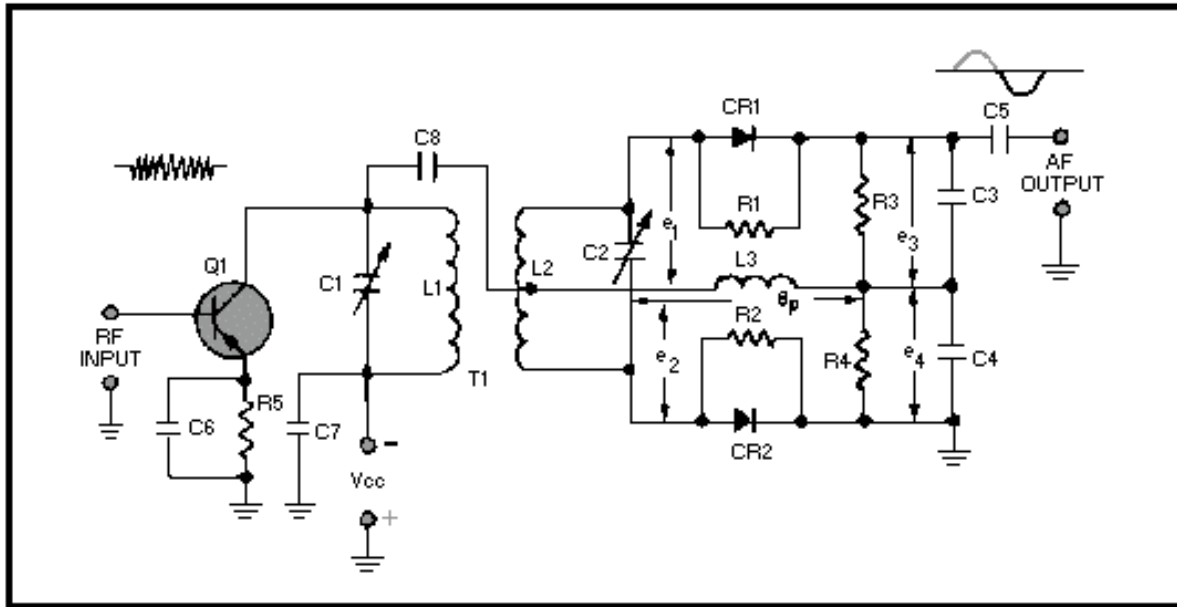 CR1
C5
C8
AF
OUTPUT
R1
R3
C3
e1
e3
Q1
C1
C2
L3
L1
L2
RF
INPUT
ep
R2
e2
R4
e4
C4
T1
R5
C6
C7
CR2
-
Vcc
+